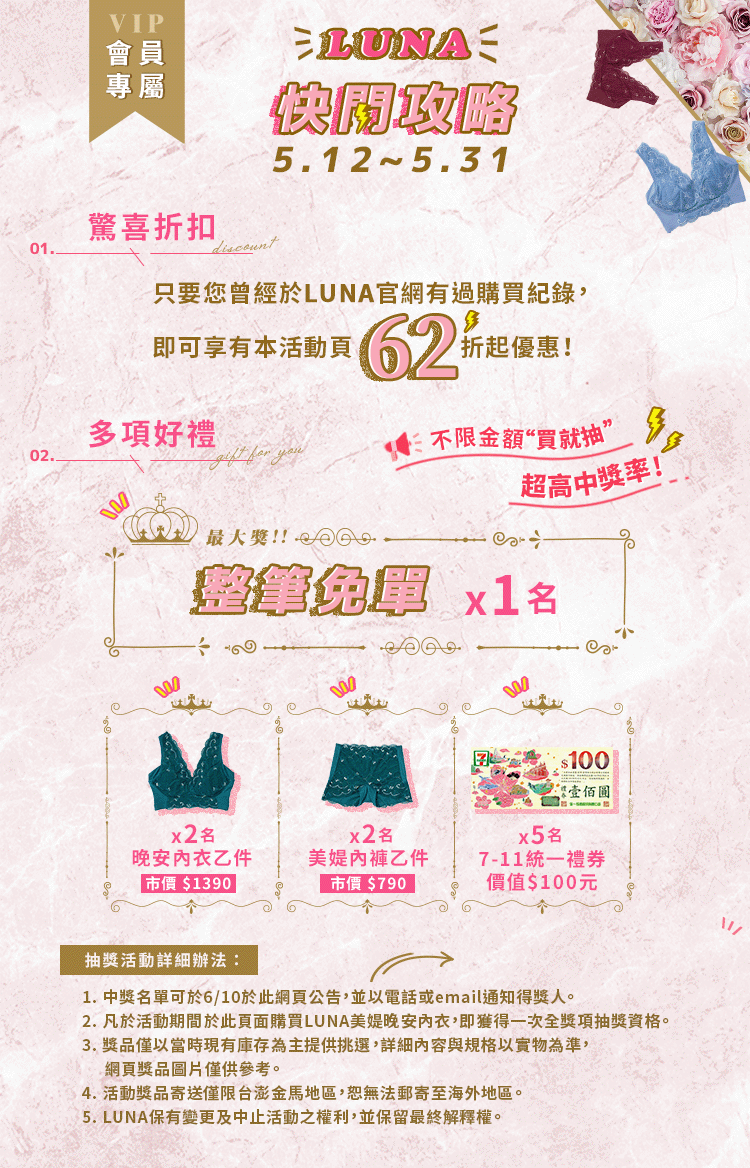 VIP
會員
專屬
LUNA
快閃攻略
5.12~5.31
01.
驚喜折扣
discount
只要您曾經於LUNA官網有過購買紀錄，
即可享有本活動頁62折起優惠！
02.
多項好禮
gift for you
不限金額“買就抽”
超高中獎率！
最大獎!!
整筆免單 x1名
7
$100
禮券壹佰圓
x2名
晚安內衣乙件
市價 $1390
x2名
美媞內褲乙件
市價 $790
x5名
7-11統一禮券
價值$100元
抽獎活動詳細辦法：
1. 中獎名單可於6/10於此網頁公告，並以電話或email通知得獎人。
2. 凡於活動期間於此頁面購買LUNA美媞晚安內衣，即獲得一次全獎項抽獎資格。
3. 獎品僅以當時現有庫存為主提供挑選，詳細內容與規格以實物為準，
網頁獎品圖片僅供參考。
4. 活動獎品寄送僅限台澎金馬地區，恕無法郵寄至海外地區。
5. LUNA保有變更及中止活動之權利，並保留最終解釋權。